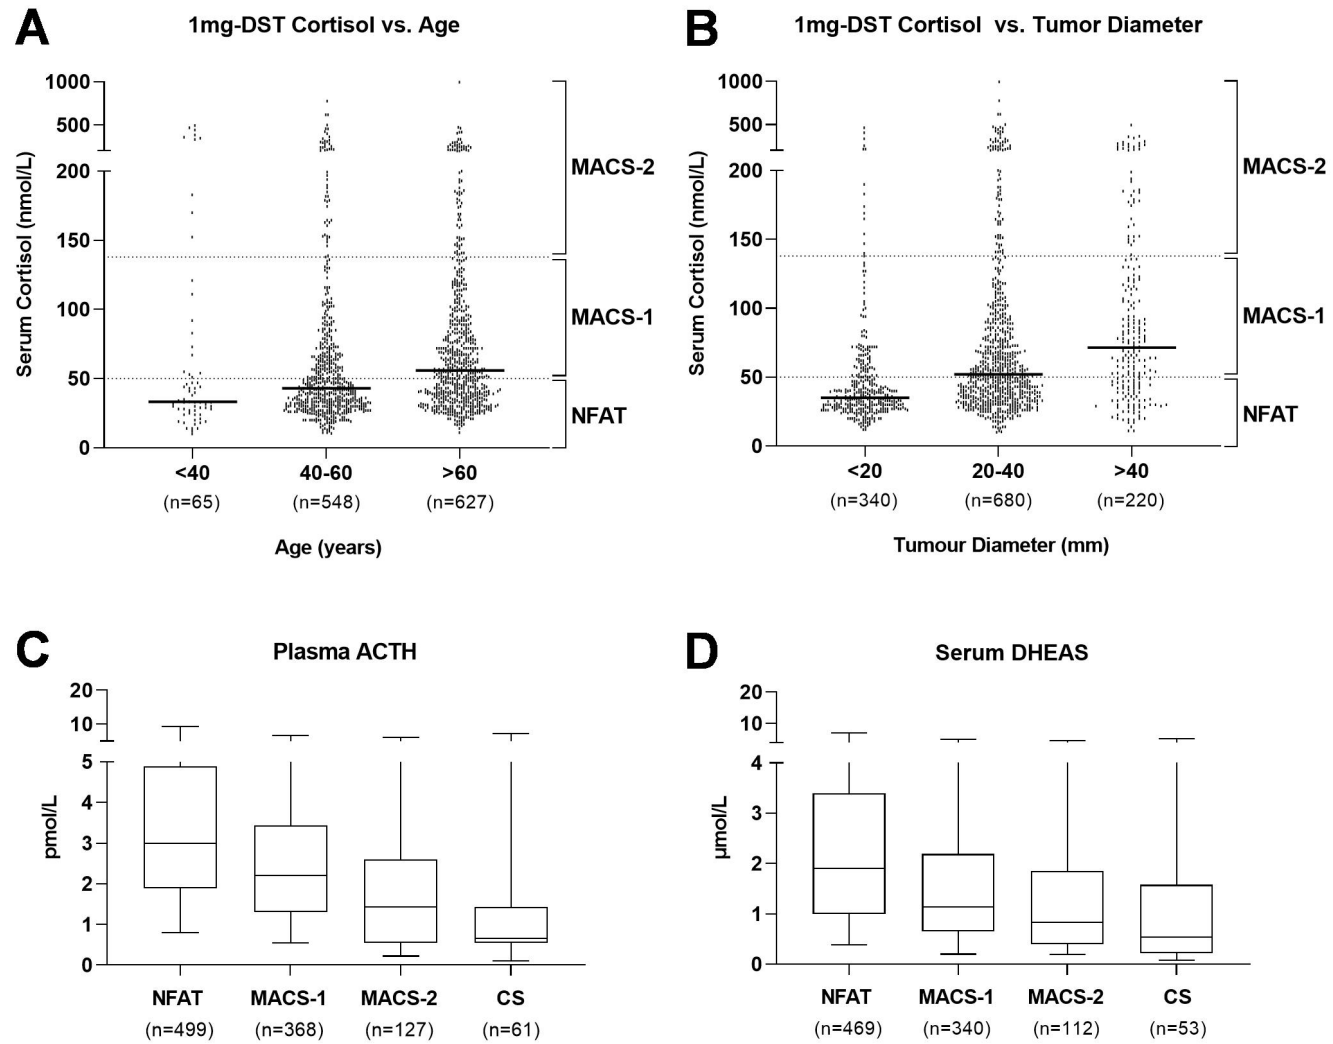 A
1mg-DST Cortisol vs. Age
Serum Cortisol (nmol/L)
1000
500
200
150
100
50
0
MACS-2
MACS-1
NFAT
<40 40-60 >60
(n=65) (n=548) (n=627)
Age (years)
B
1mg-DST Cortisol vs. Tumor Diameter
Serum Cortisol (nmol/L)
1000
500
200
150
100
50
0
MACS-2
MACS-1
NFAT
<20 20-40 >40
(n=340) (n=680) (n=220)
Tumour Diameter (mm)
C
Plasma ACTH
pmol/L
20
10
5
4
3
2
1
0
NFAT MACS-1 MACS-2 CS
(n=499) (n=368) (n=127) (n=61)
D
Serum DHEAS
µmol/L
20
10
4
3
2
1
0
NFAT MACS-1 MACS-2 CS
(n=469) (n=340) (n=112) (n=53)